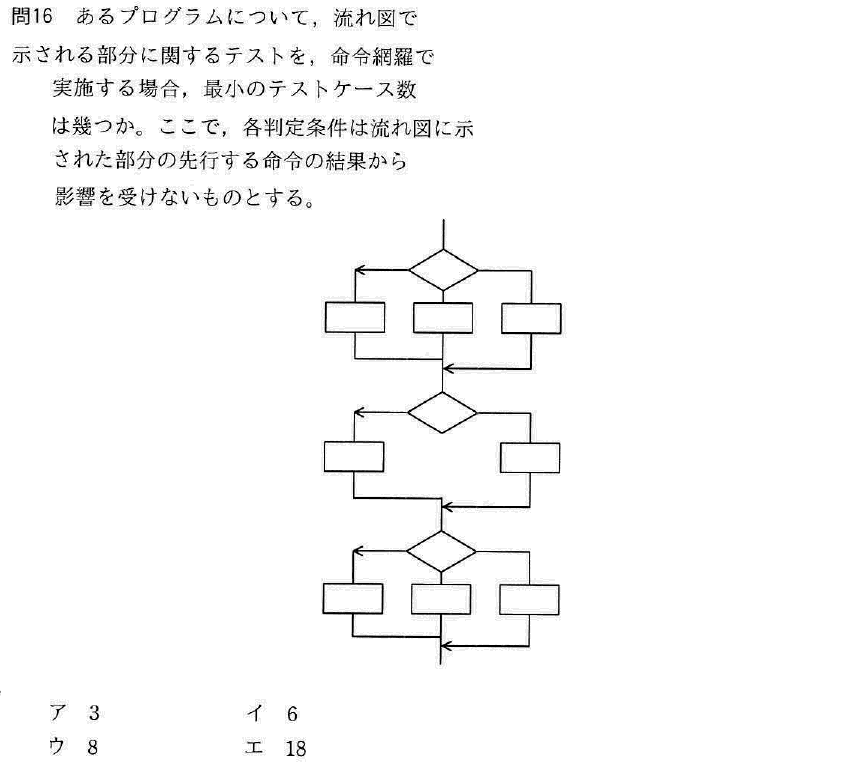 問16　あるプログラムについて，流れ図で
示される部分に関するテストを，命令網羅で
実施する場合，最小のテストケース数
は幾つか。ここで，各判定条件は流れ図に示
された部分の先行する命令の結果から
影響を受けないものとする。
ア　3　　イ　6
ウ　8　　エ　18